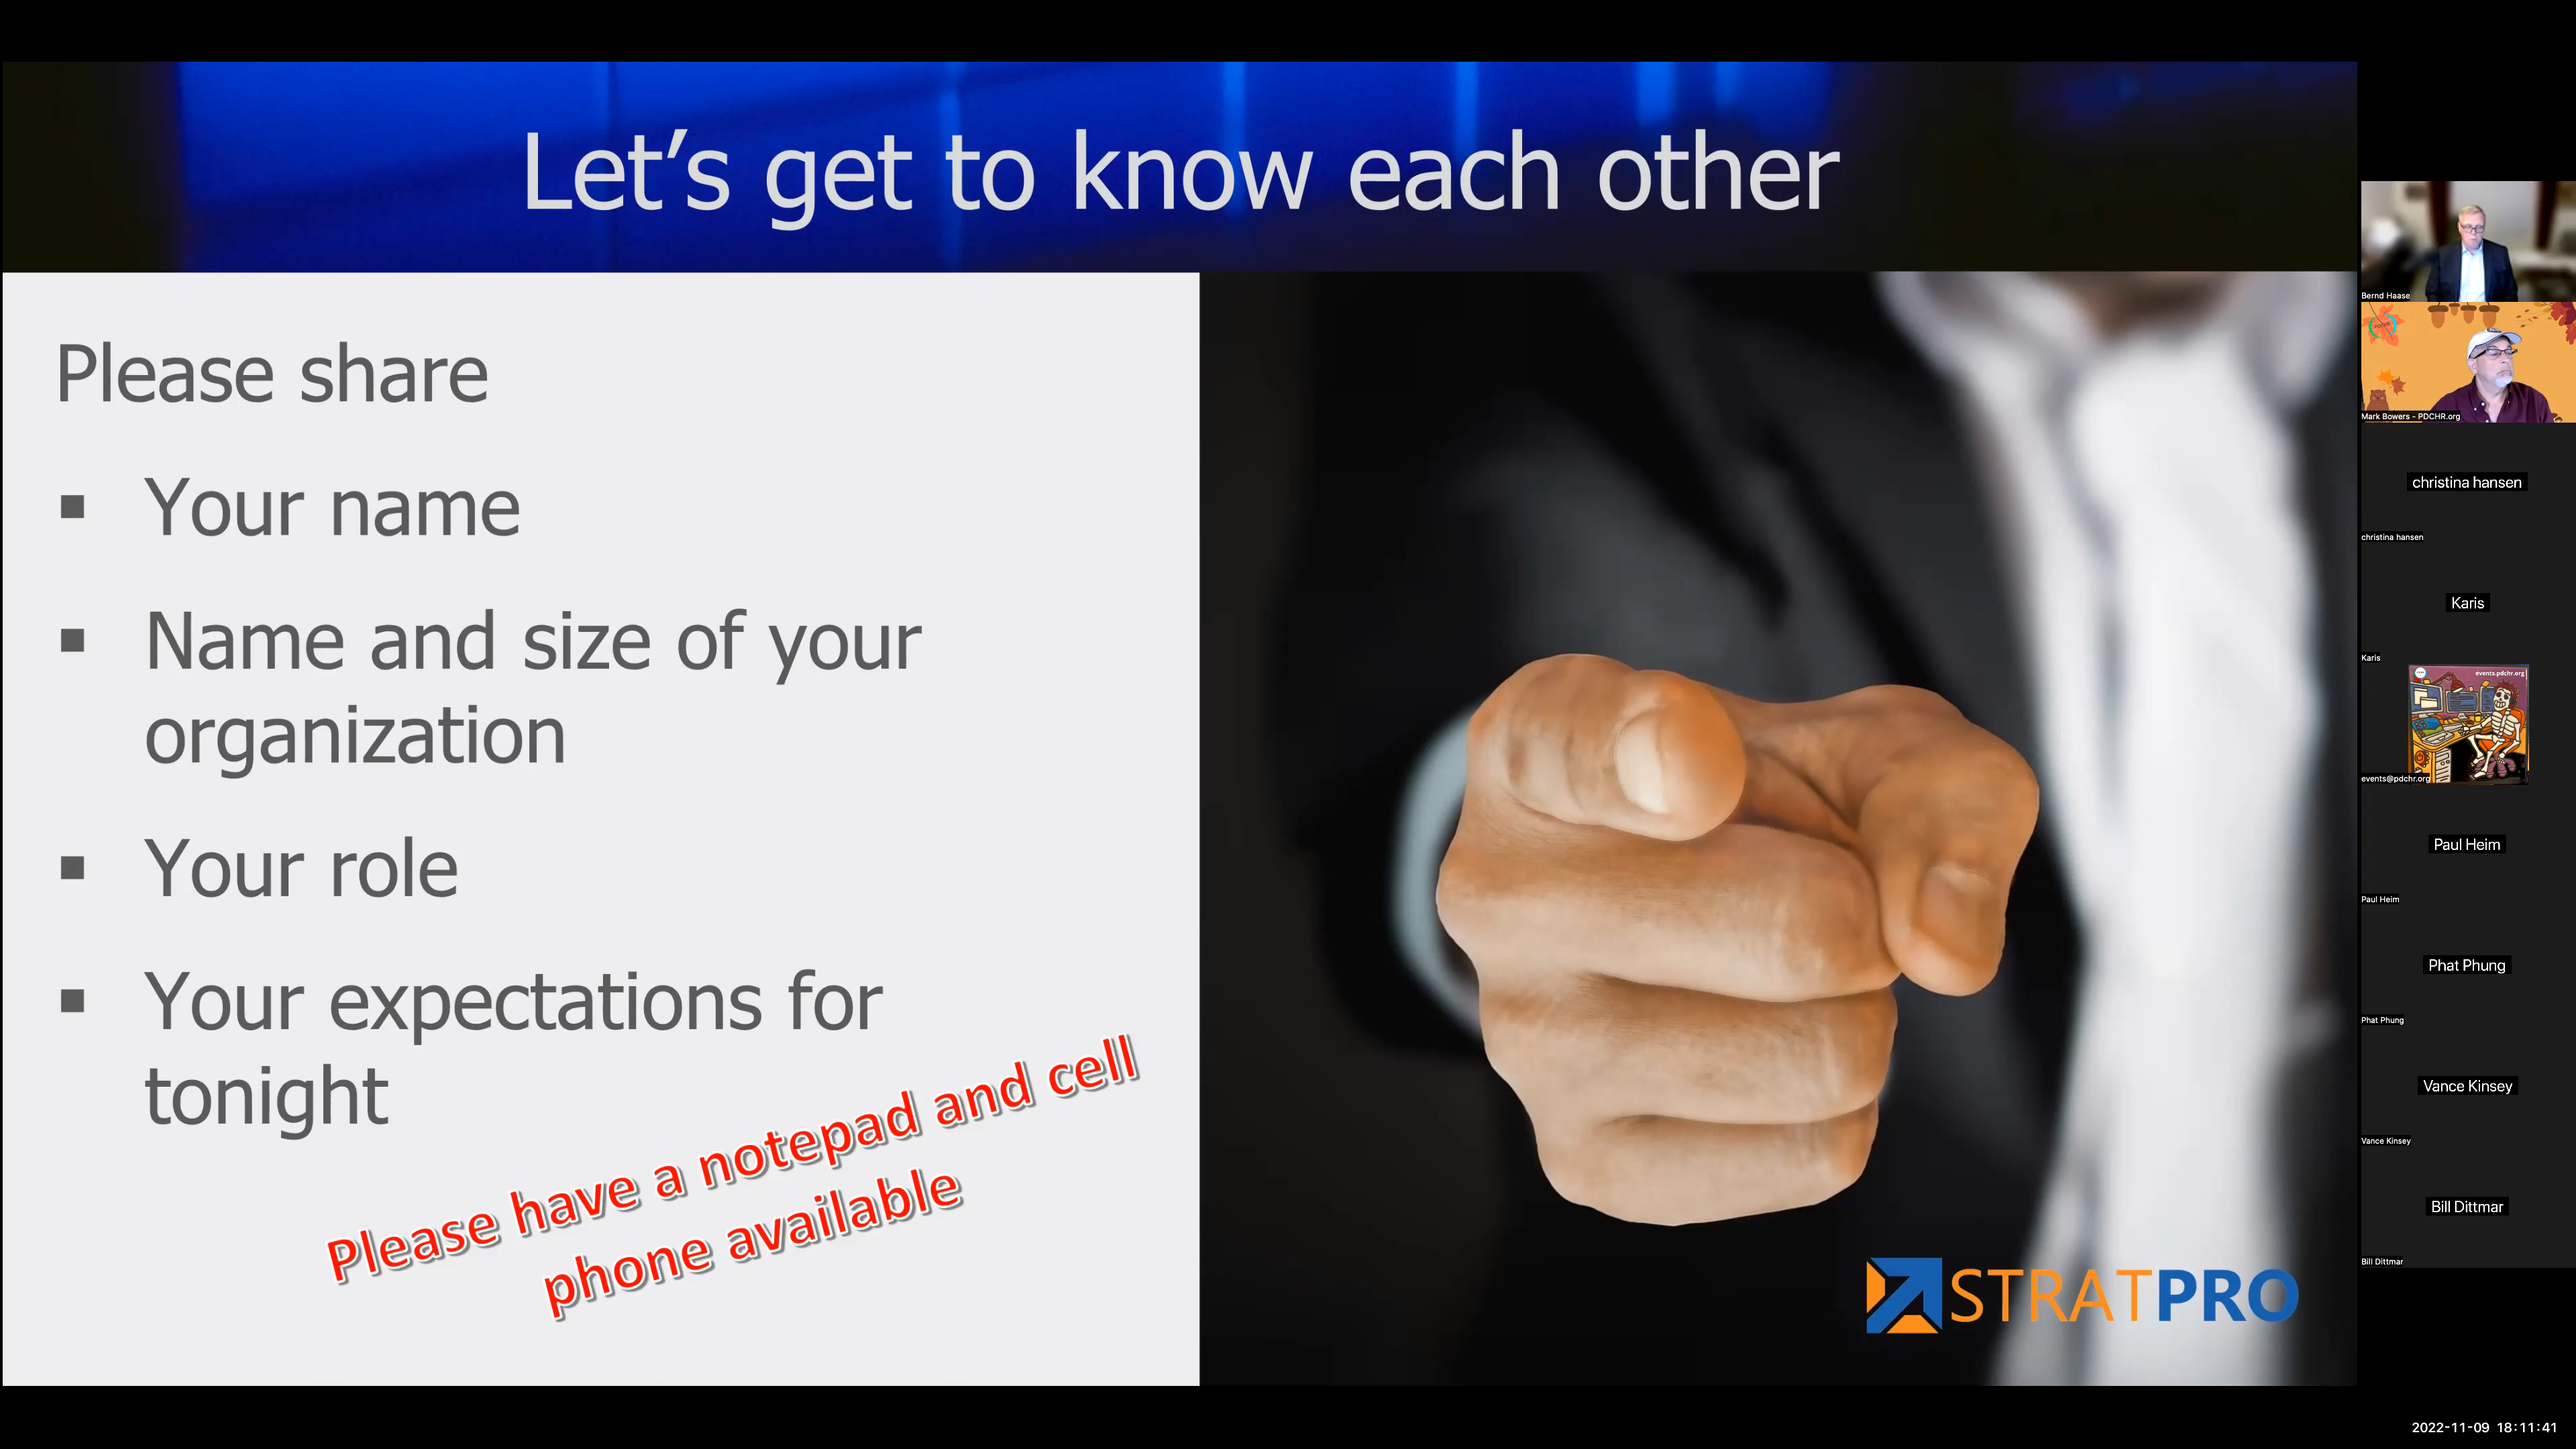 Let's get to know each other
Please share
▪ Your name
▪ Name and size of your
organization
▪ Your role
▪ Your expectations for
tonight
Please have a notepad and cell
phone available
STRATPRO
Bernd Haase
Mark Bowers - PDCHR.org
christina hansen
christina hansen
Karis
Karis
events.pdchr.org
events@pdchr.org
Paul Heim
Paul Heim
Phat Phung
Phat Phung
Vance Kinsey
Vance Kinsey
Bill Dittmar
Bill Dittmar
2022-11-09 18:11:41